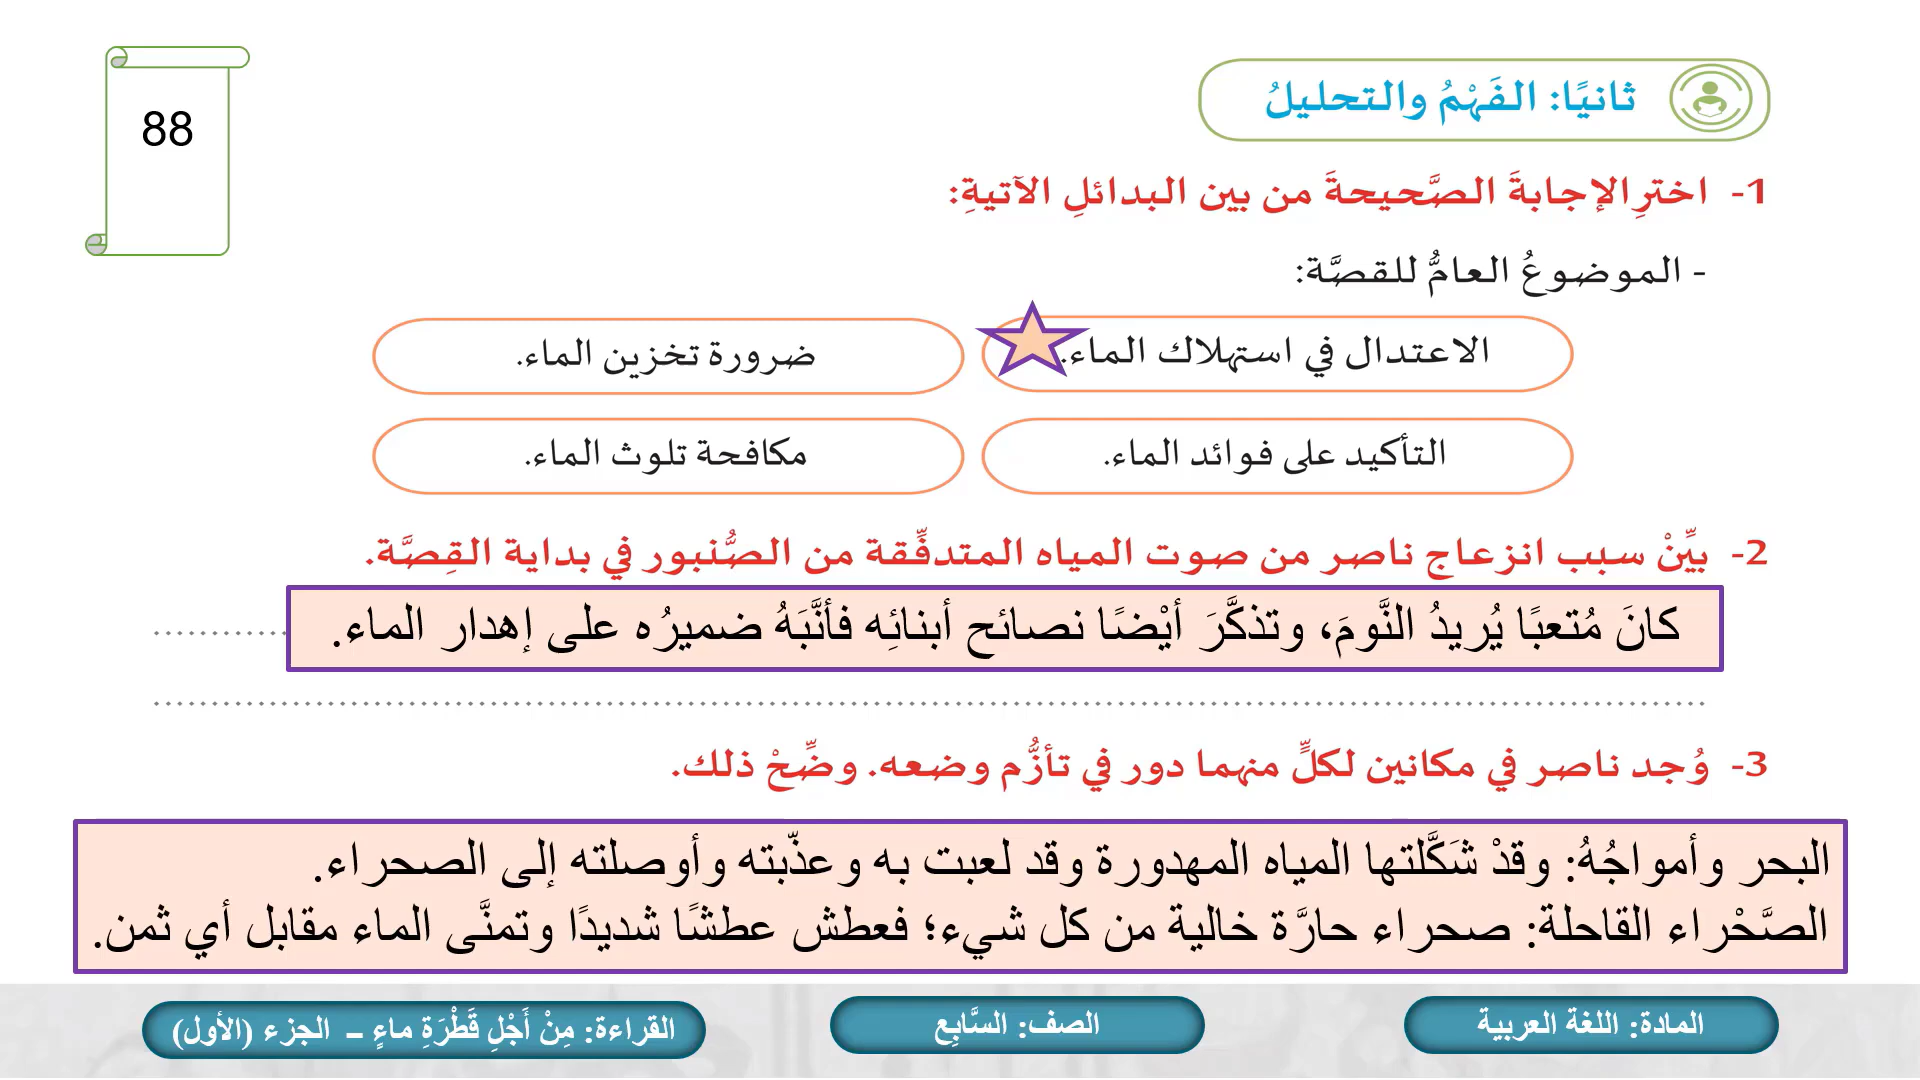 88
ثانيًا: الفَهْمُ والتحليلُ
1- اخترِ الإجابةَ الصَّحيحةَ من بين البدائلِ الآتيةِ:
- الموضوعُ العامُّ للقصَّة:
الاعتدال في استهلاك الماء.
ضرورة تخزين الماء.
التأكيد على فوائد الماء.
مكافحة تلوث الماء.
2- بيِّنْ سبب انزعاج ناصر من صوت المياه المتدفِّقة من الصُّنبور في بداية القِصَّة.
كانَ مُتعبًا يُريدُ النَّومَ، وتذكَّرَ أيْضًا نصائح أبنائِه فأنَّبَهُ ضميرُه على إهدار الماء.
3- وُجد ناصر في مكانين لكلٍّ منهما دور في تأزُّم وضعه. وضِّحْ ذلك.
البحر وأمواجُهُ: وقدْ شَكَّلتها المياه المهدورة وقد لعبت به وعذّبته وأوصلته إلى الصحراء.
الصَّحْراء القاحلة: صحراء حارَّة خالية من كل شيء؛ فعطش عطشًا شديدًا وتمنَّى الماء مقابل أي ثمن.
المادة: اللغة العربية
الصف: السَّابِع
القراءة: مِنْ أَجْلِ قَطْرَةِ ماءٍ – الجزء (الأول)